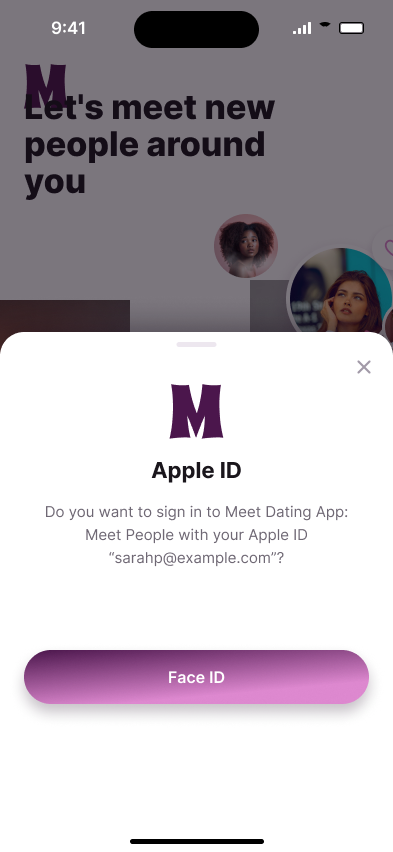 9:41
M
Let's meet new
people around
you
M
Apple ID
Do you want to sign in to Meet Dating App:
Meet People with your Apple ID
“sarahp@example.com”?
Face ID